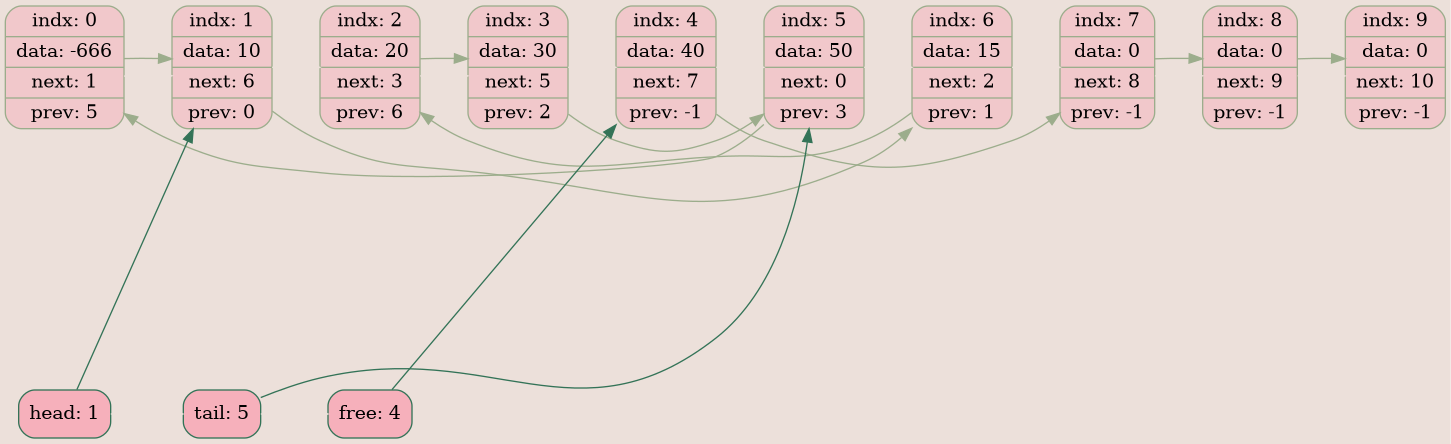 indx: 0
data: -666
next: 1
prev: 5
indx: 1
data: 10
next: 6
prev: 0
indx: 2
data: 20
next: 3
prev: 6
indx: 3
data: 30
next: 5
prev: 2
indx: 4
data: 40
next: 7
prev: -1
indx: 5
data: 50
next: 0
prev: 3
indx: 6
data: 15
next: 2
prev: 1
indx: 7
data: 0
next: 8
prev: -1
indx: 8
data: 0
next: 9
prev: -1
indx: 9
data: 0
next: 10
prev: -1
head: 1
tail: 5
free: 4